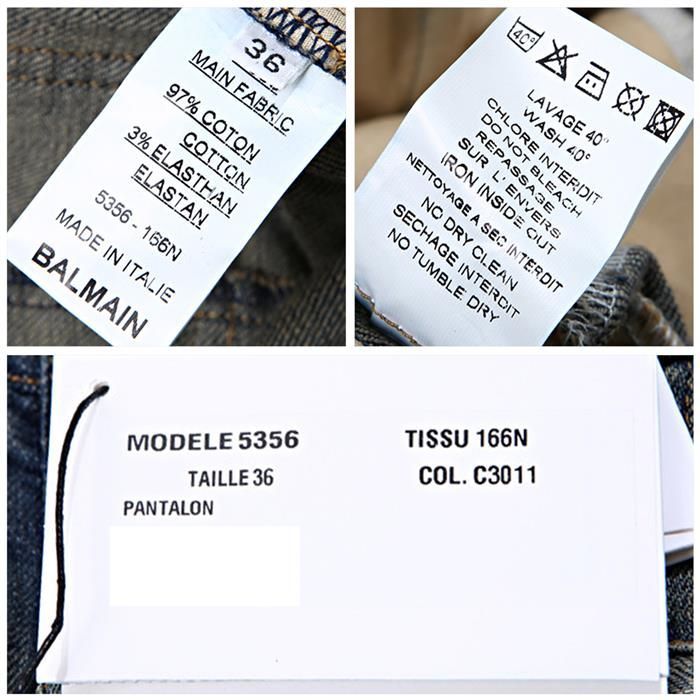 36
MAIN FABRIC
97% COTON
COTTON
3% ELASTHAN
ELASTAN
5356 - 166N
MADE IN ITALIE
BALMAIN
40°
LAVAGE 40°
WASH 40°
CHLORE INTERDIT
DO NOT BLEACH
REPASSAGE
SUR L' ENVERS
IRON INSIDE OUT
NETTOYAGE A SEC INTERDIT
NO DRY CLEAN
SECHAGE INTERDIT
NO TUMBLE DRY
MODELE 5356
TAILLE 36
PANTALON
TISSU 166N
COL. C3011